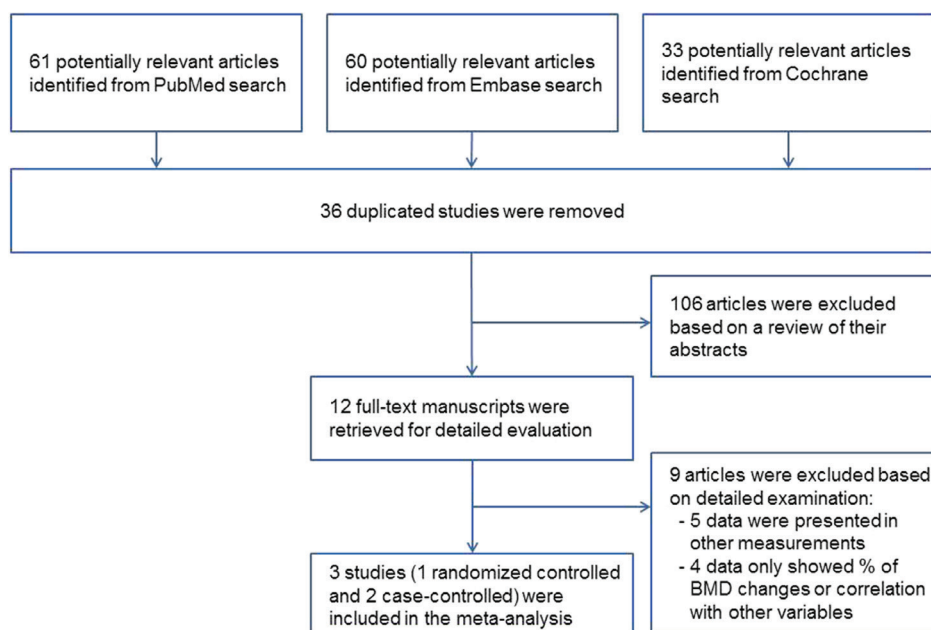 61 potentially relevant articles
identified from PubMed search
60 potentially relevant articles
identified from Embase search
33 potentially relevant articles
identified from Cochrane
search
36 duplicated studies were removed
106 articles were excluded
based on a review of their
abstracts
12 full-text manuscripts were
retrieved for detailed evaluation
9 articles were excluded based
on detailed examination:
- 5 data were presented in
other measurements
- 4 data only showed % of
BMD changes or correlation
with other variables
3 studies (1 randomized controlled
and 2 case-controlled) were
included in the meta-analysis